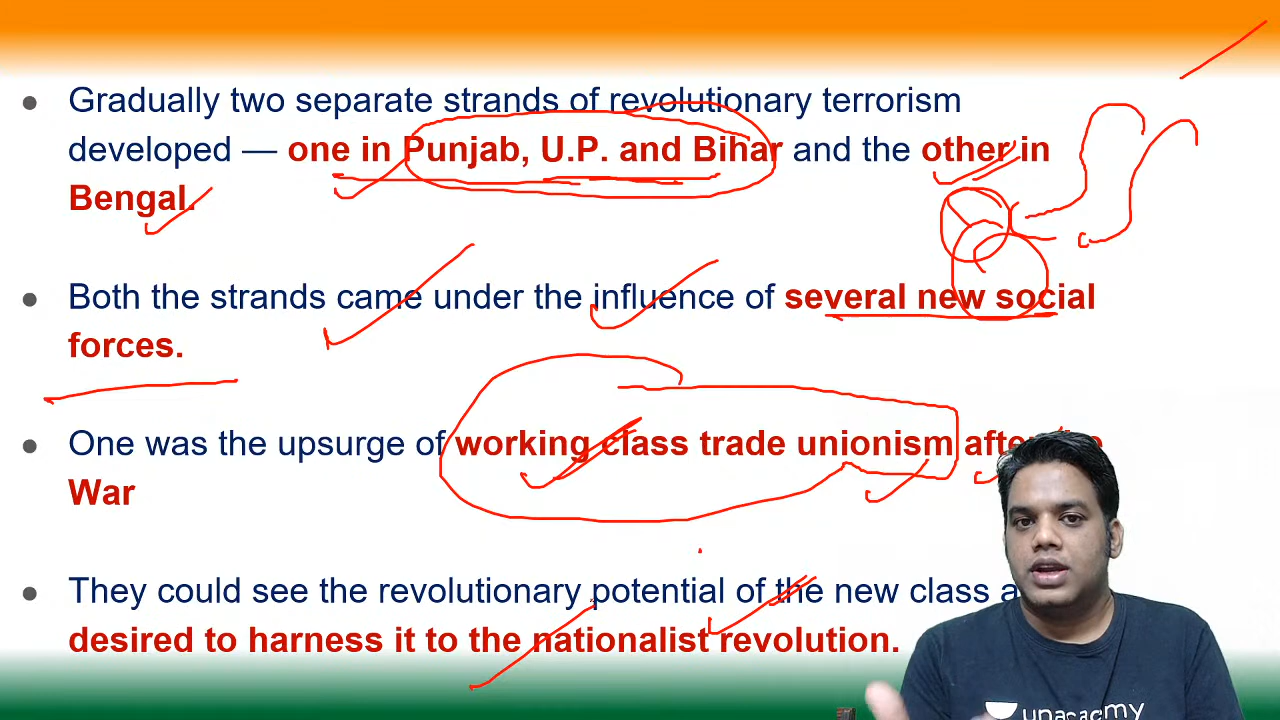 Gradually two separate strands of revolutionary terrorism
developed — one in Punjab, U.P. and Bihar and the other in
Bengal.
Both the strands came under the influence of several new social
forces.
One was the upsurge of working class trade unionism after the
War
They could see the revolutionary potential of the new class
desired to harness it to the nationalist revolution.
unacademy